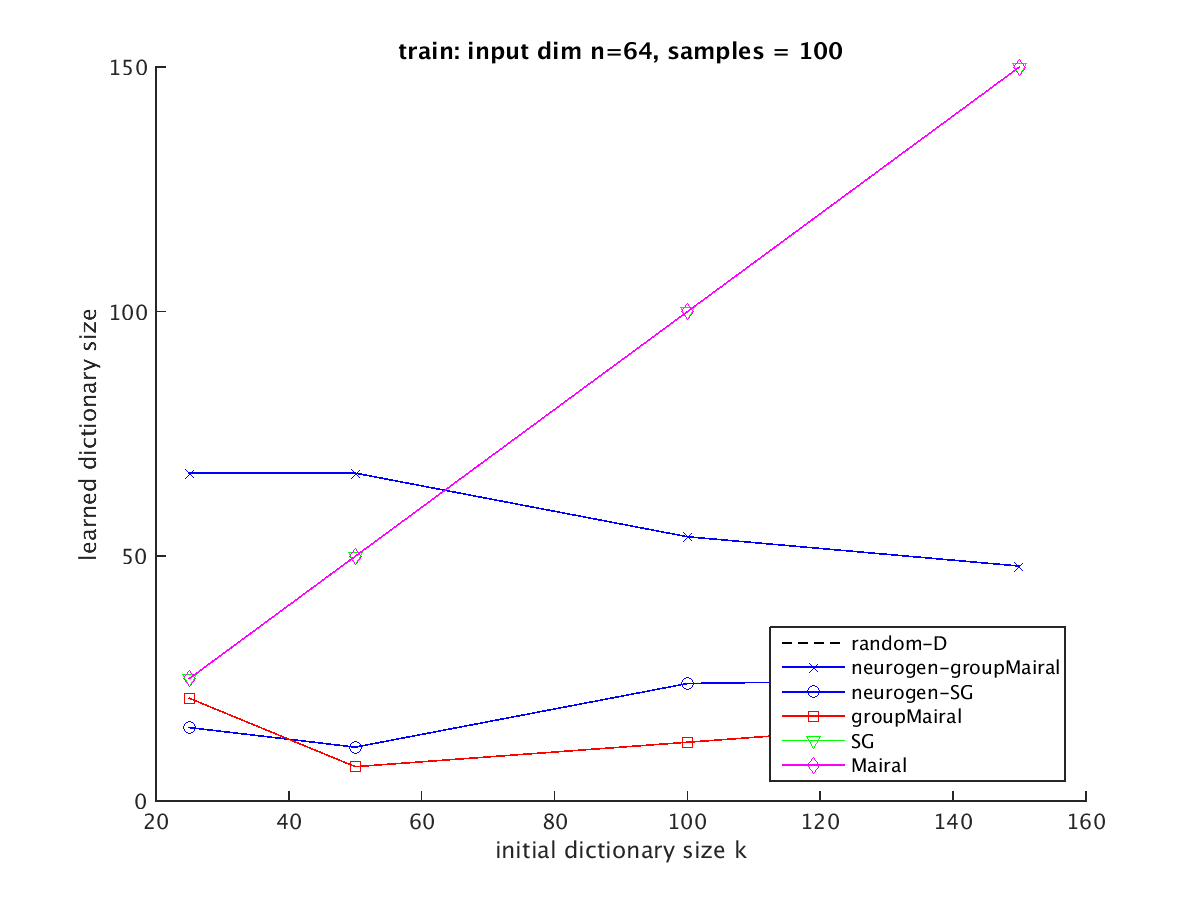 train: input dim n=64, samples = 100
150
100
50
0
learned dictionary size
random-D
neurogen-groupMairal
neurogen-SG
groupMairal
SG
Mairal
20 40 60 80 100 120 140 160
initial dictionary size k